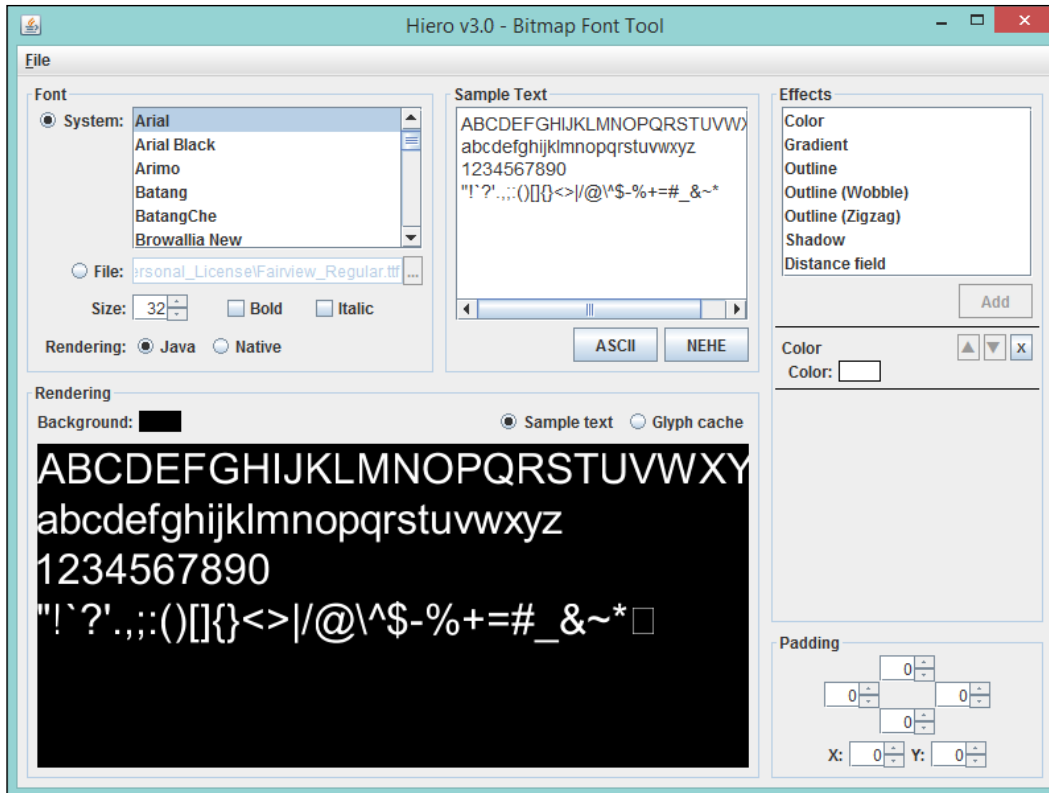 Hiero v3.0 - Bitmap Font Tool
File
Font
System:
Arial
Arial Black
Arimo
Batang
BatangChe
Browallia New
File: ersonal_License\Fairview_Regular.ttf ...
Size: 32 Bold Italic
Rendering: Java Native
Sample Text
ABCDEFGHIJKLMNOPQRSTUVWX
abcdefghijklmnopqrstuvwxyz
1234567890
"!`?'.,;:()[]{}<>|/@\^$-%+=#_&~*
ASCII NEHE
Effects
Color
Gradient
Outline
Outline (Wobble)
Outline (Zigzag)
Shadow
Distance field
Add
Color X
Color:
Rendering
Background: Sample text Glyph cache
ABCDEFGHIJKLMNOPQRSTUVWXY
abcdefghijklmnopqrstuvwxyz
1234567890
"!`?'.,;:()[]{}<>|/@\^$-%+=#_&~*
Padding
0
0 0
0
X: 0 Y: 0